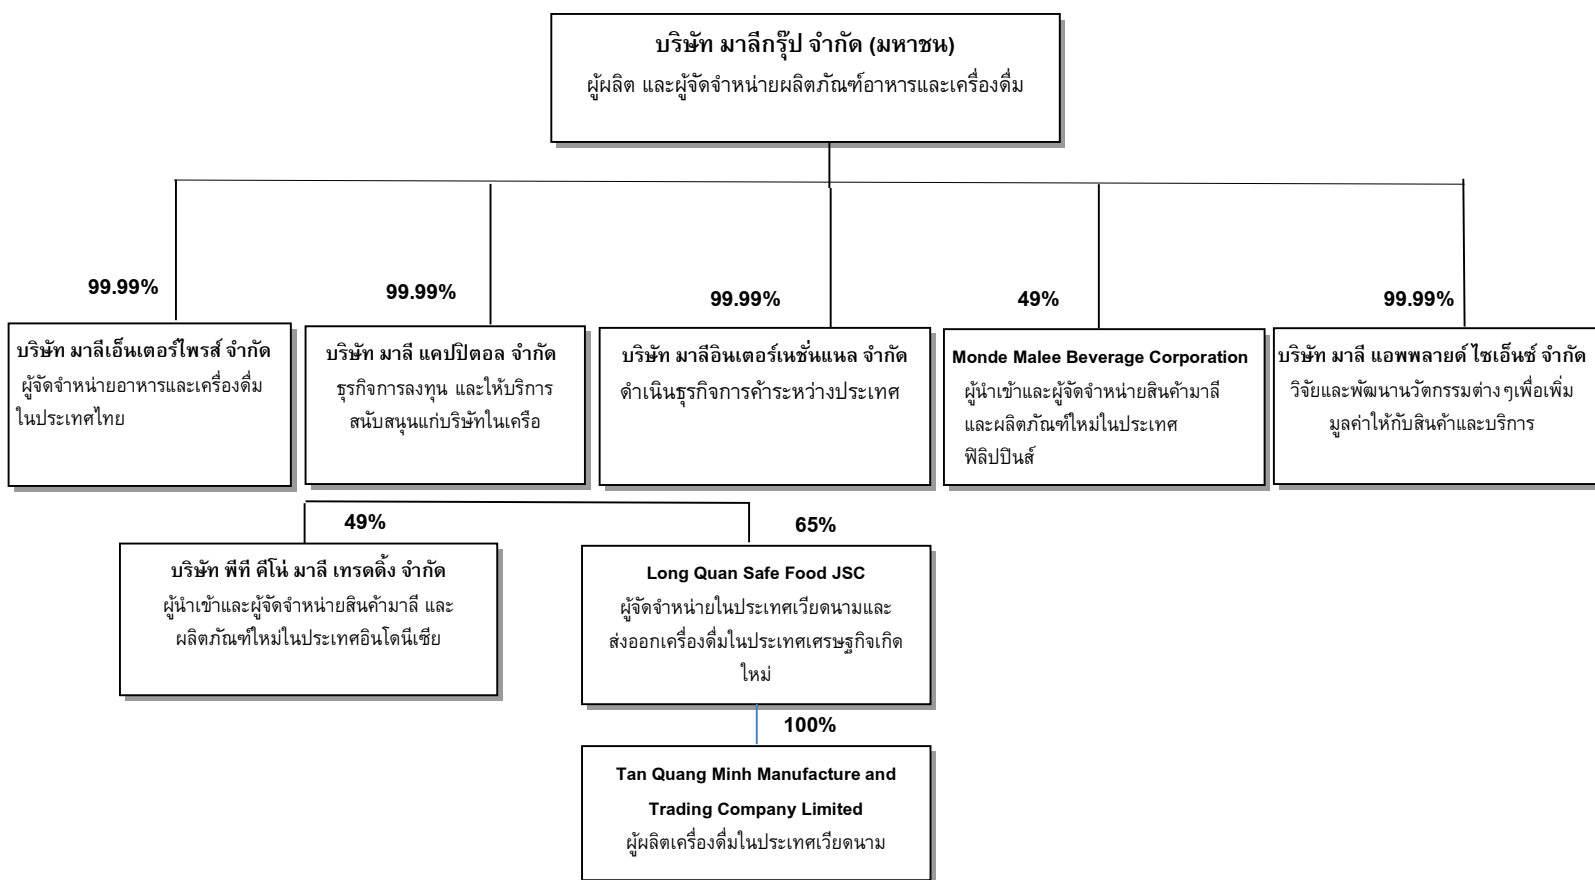 บริษัท มาลีกรุ๊ป จำกัด (มหาชน)
ผู้ผลิต และผู้จัดจำหน่ายผลิตภัณฑ์อาหารและเครื่องดื่ม
99.99%
บริษัท มาลีเอ็นเตอร์ไพรส์ จำกัด
ผู้จัดจำหน่ายอาหารและเครื่องดื่ม
ในประเทศไทย
99.99%
บริษัท มาลี แคปปิตอล จำกัด
ธุรกิจการลงทุน และให้บริการ
สนับสนุนแก่บริษัทในเครือ
99.99%
บริษัท มาลีอินเตอร์เนชั่นแนล จำกัด
ดำเนินธุรกิจการค้าระหว่างประเทศ
49%
Monde Malee Beverage Corporation
ผู้นำเข้าและผู้จัดจำหน่ายสินค้ามาลี
และผลิตภัณฑ์ใหม่ในประเทศ
ฟิลิปปินส์
99.99%
บริษัท มาลี แอพพลายด์ ไซเอ็นซ์ จำกัด
วิจัยและพัฒนานวัตกรรมต่างๆเพื่อเพิ่ม
มูลค่าให้กับสินค้าและบริการ
49%
บริษัท พีที คีโน่ มาลี เทรดดิ้ง จำกัด
ผู้นำเข้าและผู้จัดจำหน่ายสินค้ามาลี และ
ผลิตภัณฑ์ใหม่ในประเทศอินโดนีเซีย
65%
Long Quan Safe Food JSC
ผู้จัดจำหน่ายในประเทศเวียดนามและ
ส่งออกเครื่องดื่มในประเทศเศรษฐกิจเกิด
ใหม่
100%
Tan Quang Minh Manufacture and
Trading Company Limited
ผู้ผลิตเครื่องดื่มในประเทศเวียดนาม